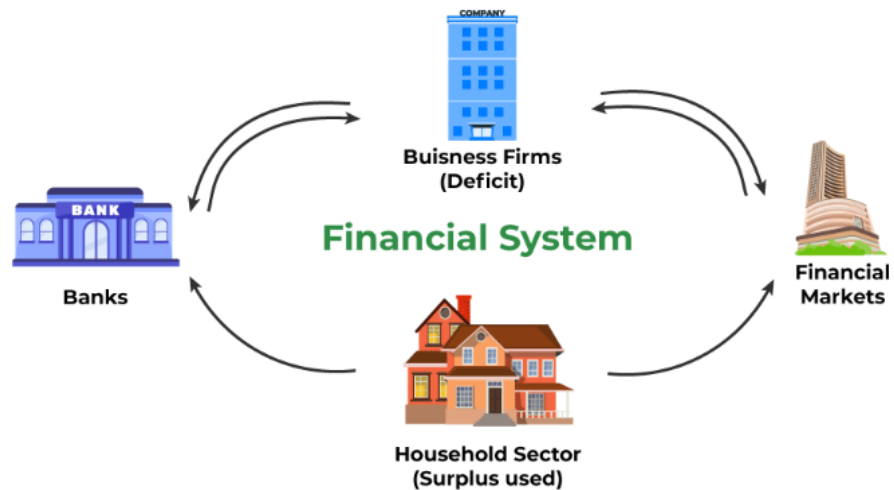 COMPANY
Buisness Firms
(Deficit)
BANK
Financial System
Banks
Financial
Markets
Household Sector
(Surplus used)